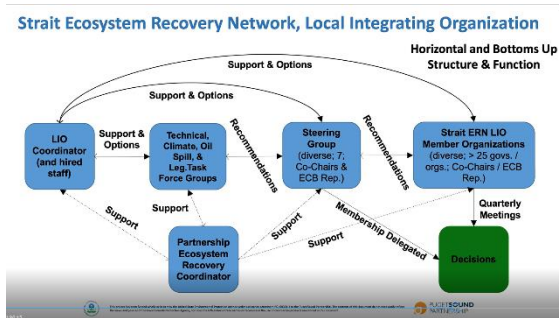 Strait Ecosystem Recovery Network, Local Integrating Organization
Horizontal and Bottoms Up
Structure & Function
Support & Options
Support & Options
LIO
Coordinator
(and hired
staff)
Support &
Options
Technical,
Climate, Oil
Spill, &
Leg.Task
Force Groups
Recommendations
Steering
Group
(diverse; 7;
Co-Chairs &
ECB Rep.)
Recommendations
Strait ERN LIO
Member Organizations
(diverse; > 25 govs. /
orgs.; Co-Chairs / ECB
Rep.)
Support
Support
Support
Support
Membership Delegated
Quarterly
Meetings
Partnership
Ecosystem
Recovery
Coordinator
Decisions
PUGETSOUND
PARTNERSHIP